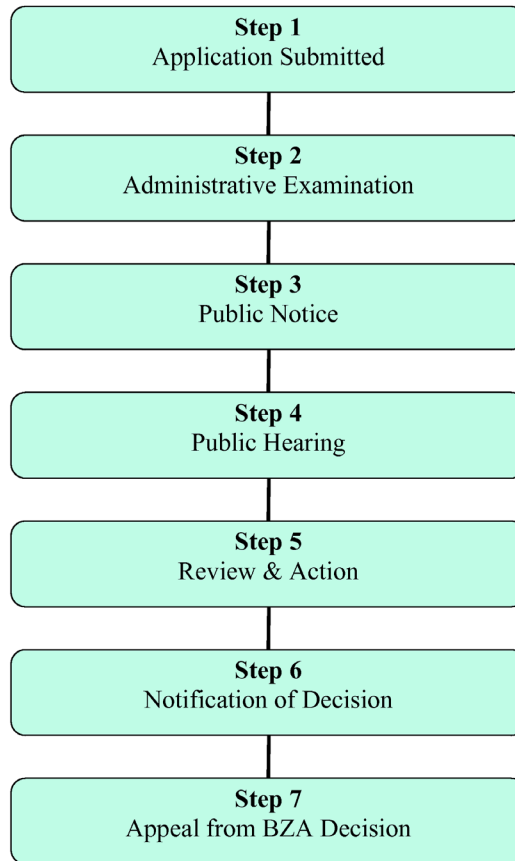 Step 1
Application Submitted
Step 2
Administrative Examination
Step 3
Public Notice
Step 4
Public Hearing
Step 5
Review & Action
Step 6
Notification of Decision
Step 7
Appeal from BZA Decision